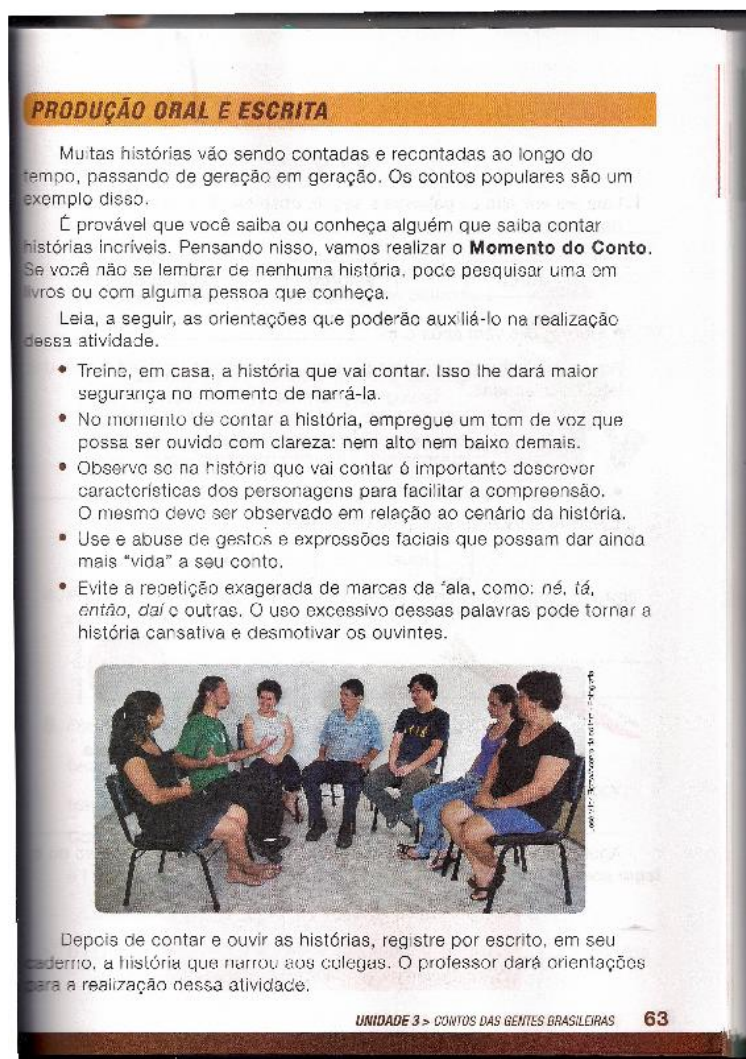 PRODUÇÃO ORAL E ESCRITA
Muitas histórias vão sendo contadas e recontadas ao longo do
tempo, passando de geração em geração. Os contos populares são um
exemplo disso.
É provável que você saiba ou conheça alguém que saiba contar
histórias incríveis. Pensando nisso, vamos realizar o Momento do Conto.
Se você não se lembrar de nenhuma história, pode pesquisar uma em
livros ou com alguma pessoa que conheça.
Leia, a seguir, as orientações que poderão auxiliá-lo na realização
dessa atividade.
• Treine, em casa, a história que vai contar. Isso lhe dará maior
segurança no momento de narrá-la.
• No momento de contar a história, empregue um tom de voz que
possa ser ouvido com clareza: nem alto nem baixo demais.
• Observe se na história que vai contar é importante descrever
características dos personagens para facilitar a compreensão.
O mesmo deve ser observado em relação ao cenário da história.
• Use e abuse de gestos e expressões faciais que possam dar ainda
mais "vida" a seu conto.
• Evite a repetição exagerada de marcas da fala, como: né, tá,
então, daí e outras. O uso excessivo dessas palavras pode tornar a
história cansativa e desmotivar os ouvintes.
Depois de contar e ouvir as histórias, registre por escrito, em seu
caderno, a história que narrou aos colegas. O professor dará orientações
para a realização dessa atividade.
UNIDADE 3 > CONTOS DAS GENTES BRASILEIRAS 63